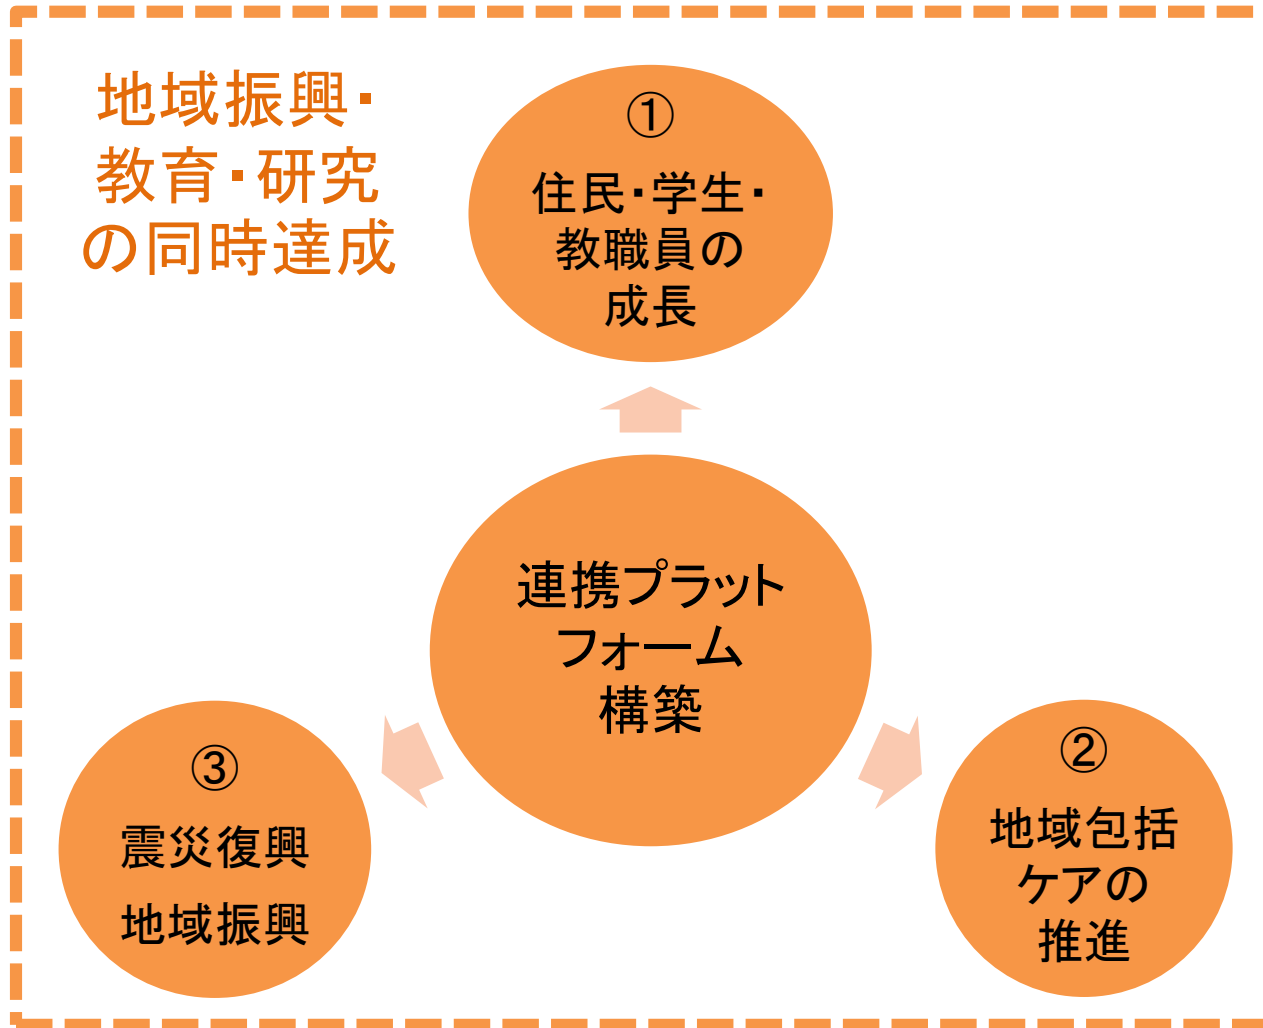 地域振興・
教育・研究
の同時達成
①
住民・学生・
教職員の
成長
連携プラット
フォーム
構築
②
地域包括
ケアの
推進
③
震災復興
地域振興